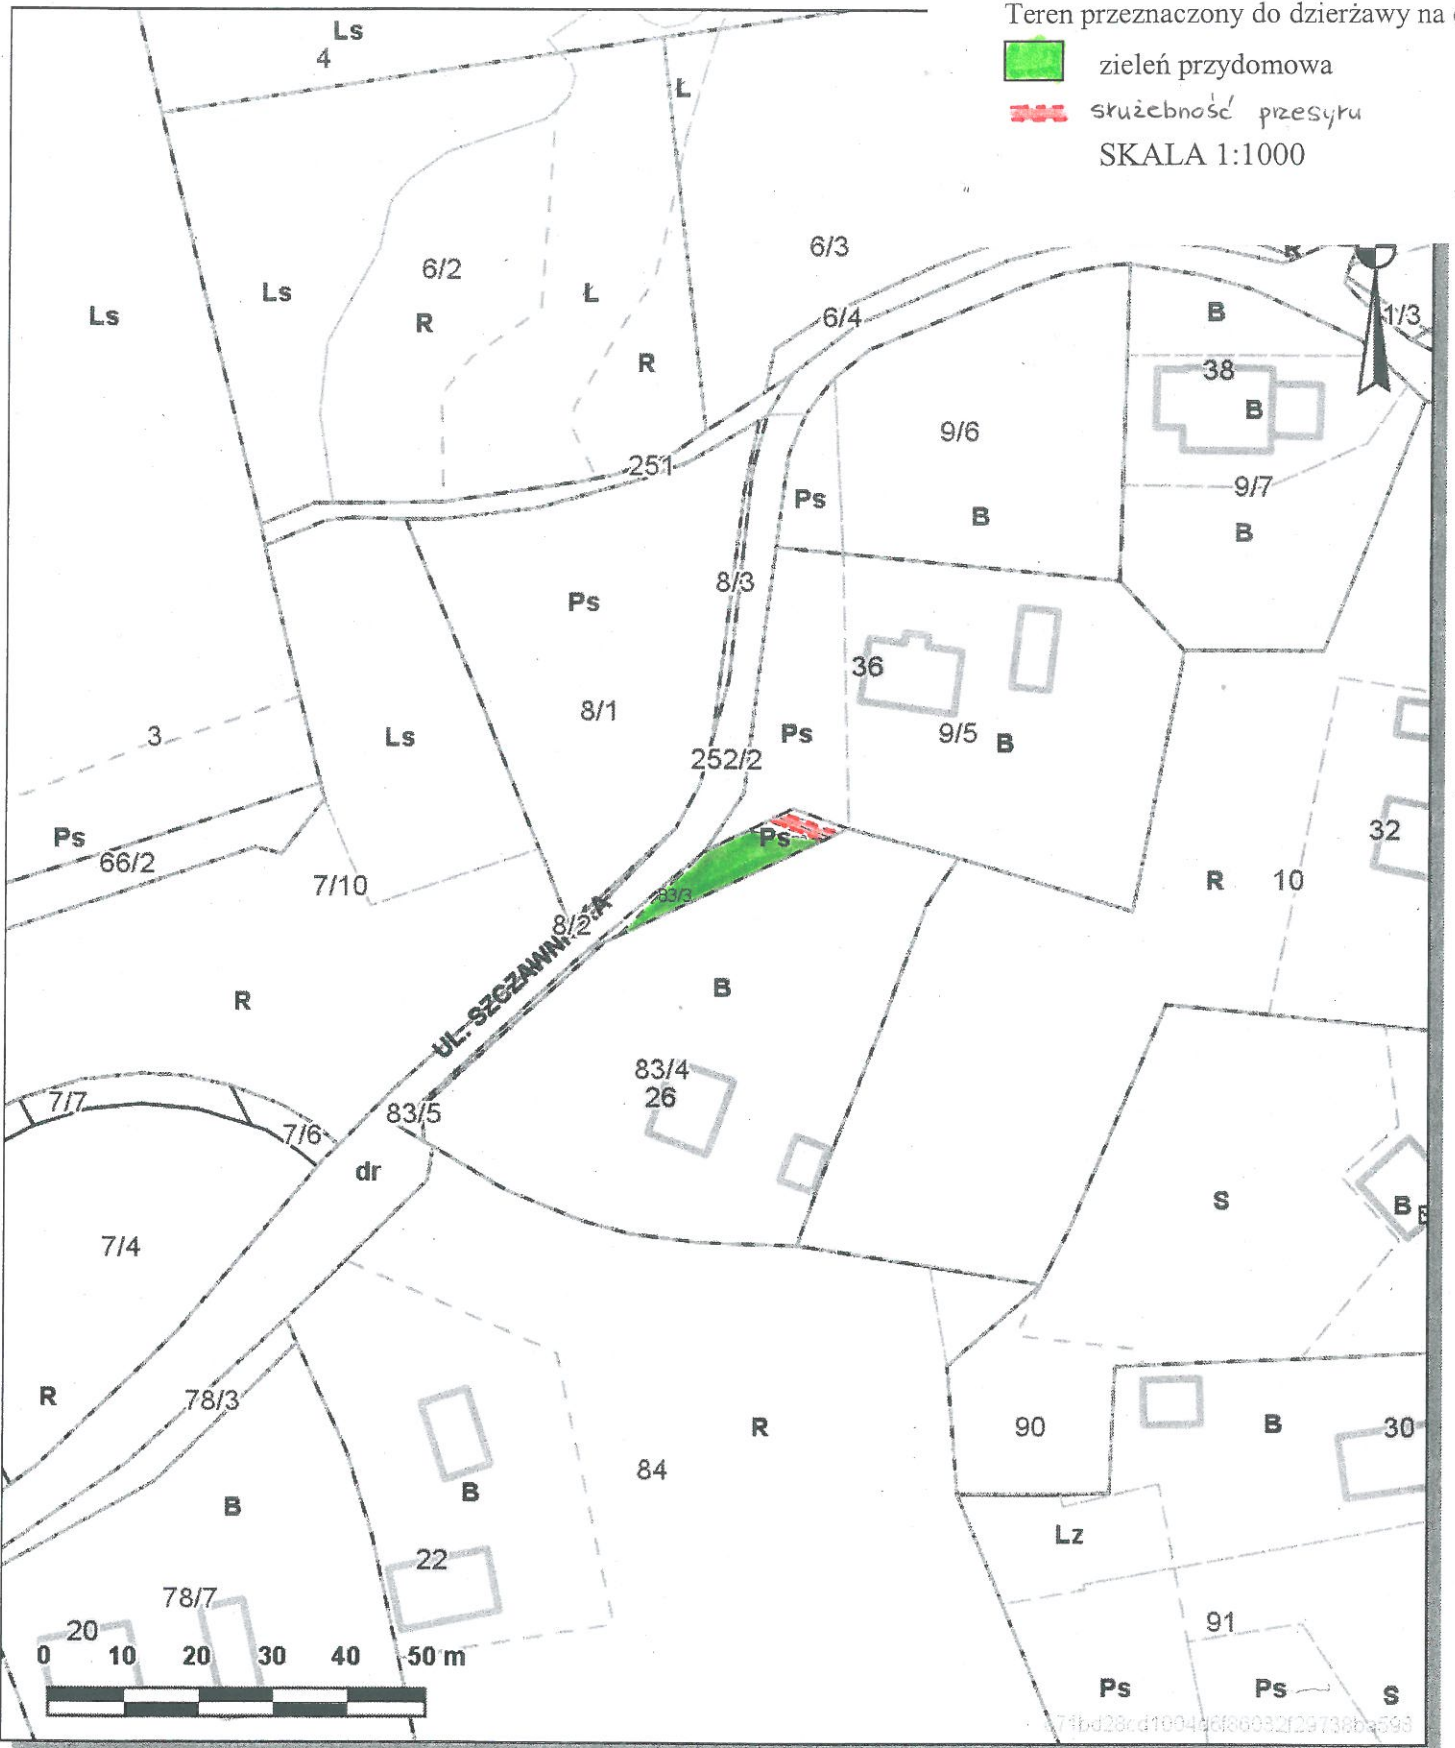 Teren przeznaczony do dzierżawy na
zieleń przydomowa
służebność przesyłu
SKALA 1:1000
Ls
4
Ł
6/3
R
6/2
Ls
Ł
Ls
R
6/4
B
1/3
R
38
B
9/6
251
9/7
Ps
B
B
8/3
Ps
36
8/1
Ps
9/5
B
3
Ls
252/2
Ps
66/2
Ps
32
7/10
83/3
R
10
8/2
UL.
B
R
83/4
26
7/7
83/5
7/6
dr
S
B
7/4
R
78/3
R
90
B
30
84
B
B
Lz
22
78/7
91
20
0 10 20 30 40 50 m
Ps
Ps
S